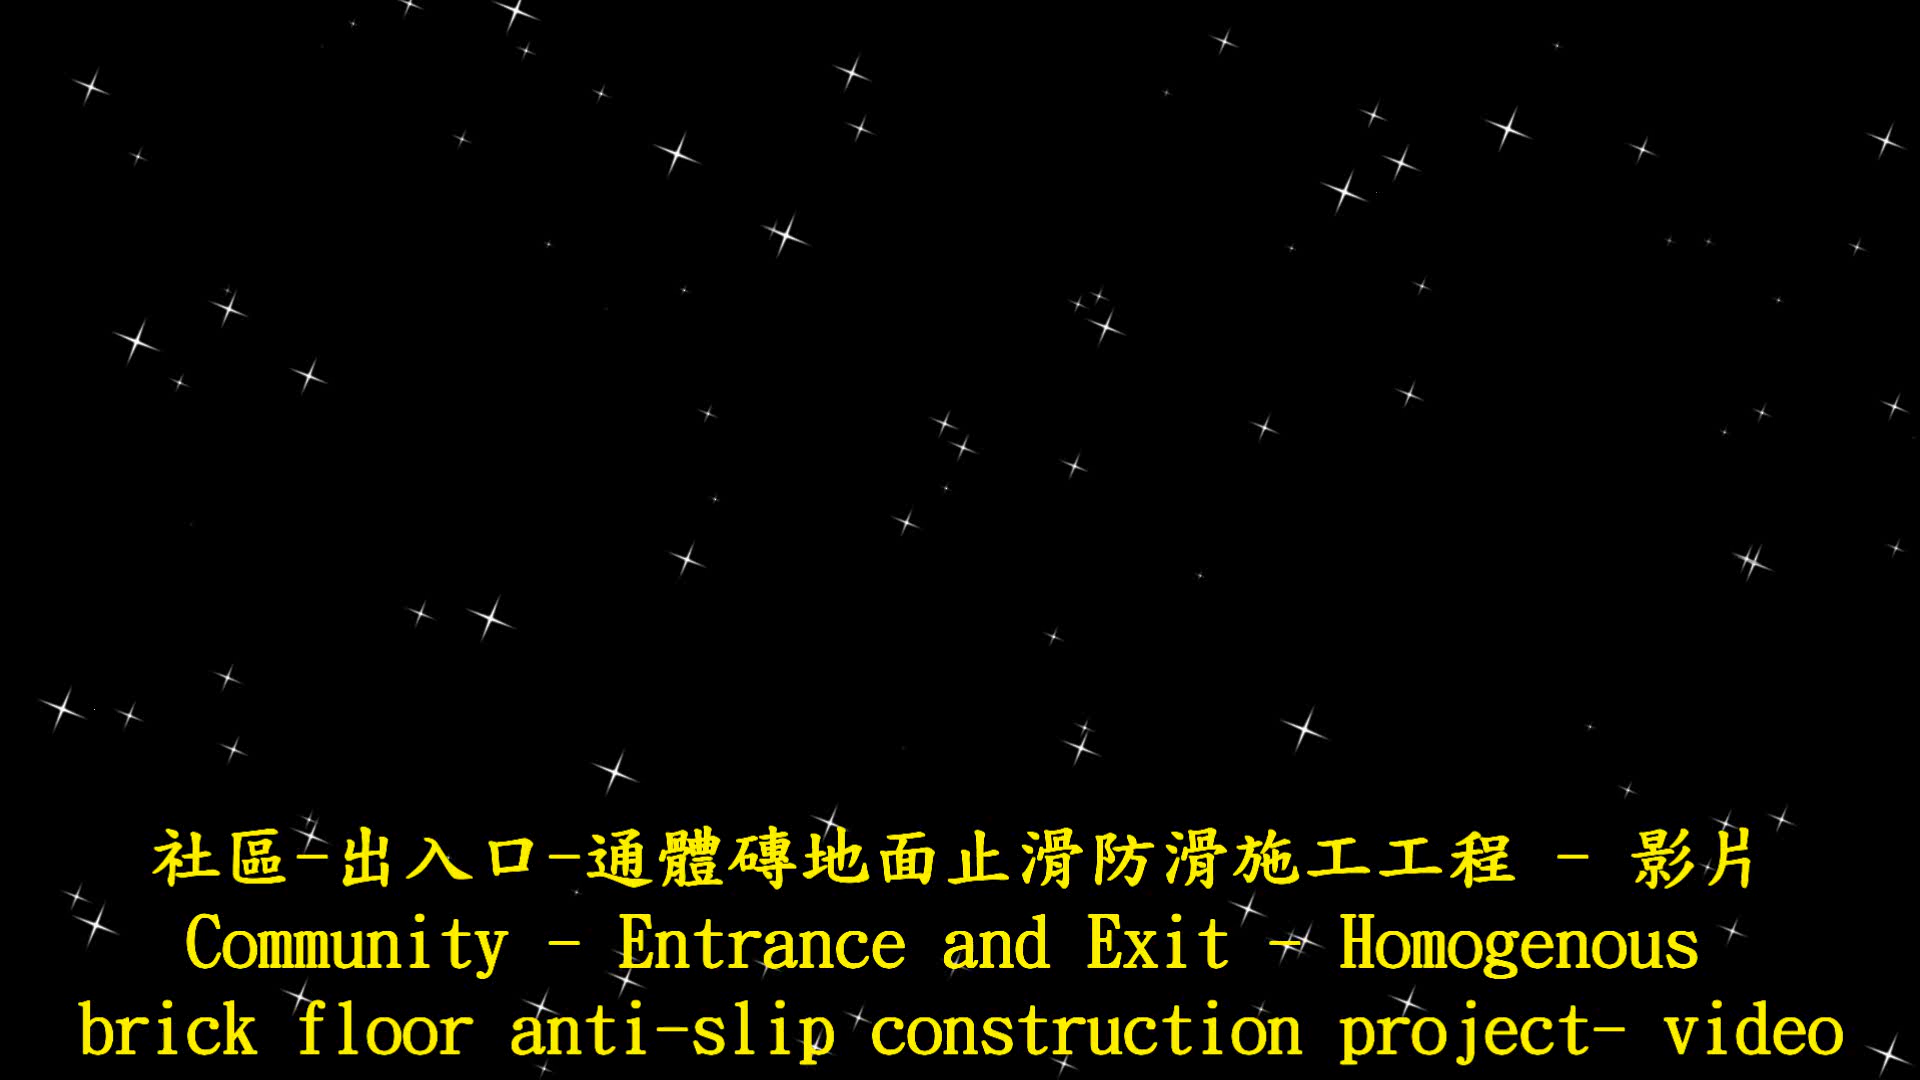 社區-出入口-通體磚地面止滑防滑施工工程 - 影片
Community - Entrance and Exit - Homogenous
brick floor anti-slip construction project- video